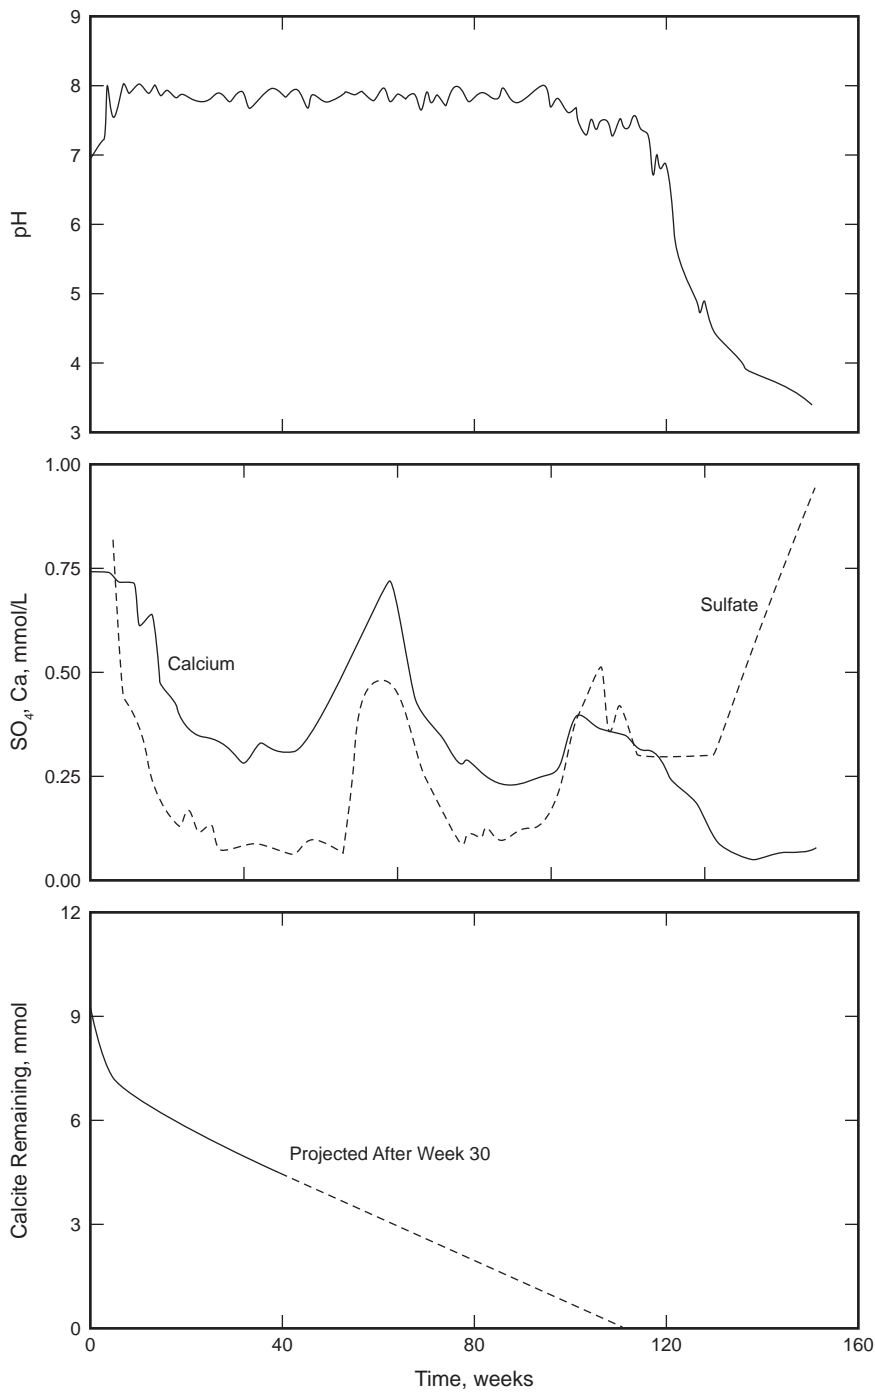 9
8
7
6
5
4
3
pH
1.00
0.75
0.50
0.25
0.00
SO₄, Ca, mmol/L
Calcium
Sulfate
12
9
6
3
0
Calcite Remaining, mmol
Projected After Week 30
0 40 80 120 160
Time, weeks